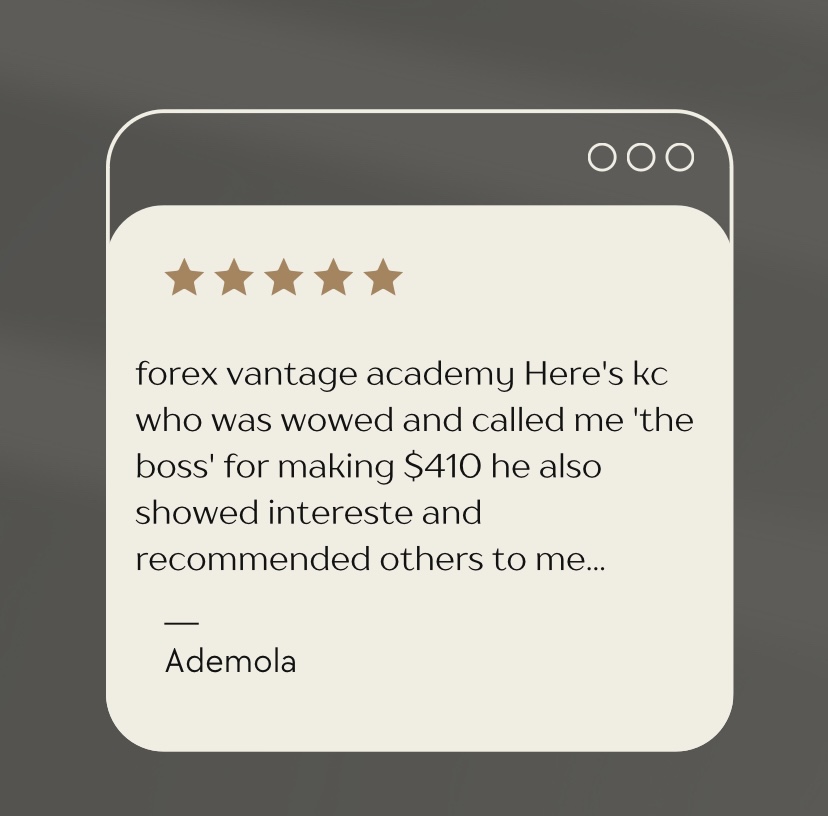 forex vantage academy Here's kc
who was wowed and called me 'the
boss' for making $410 he also
showed intereste and
recommended others to me...
—
Ademola